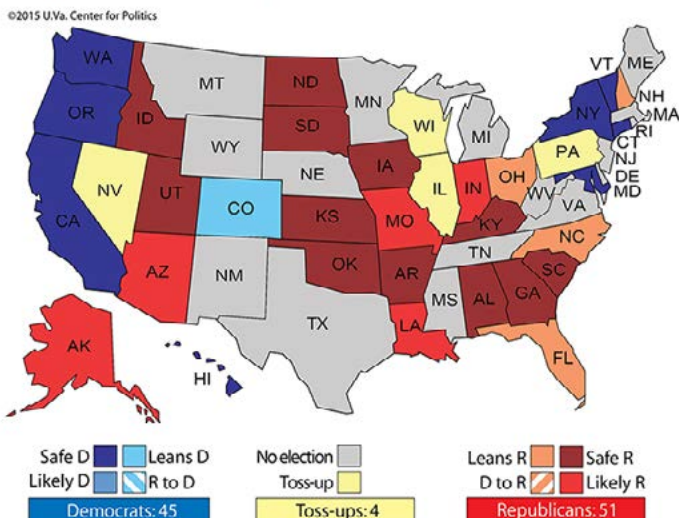 ©2015 U.Va. Center for Politics
WA
MT
ND
MN
VT
ME
OR
ID
SD
WI
MI
NY
NH
MA
WY
RI
CT
NV
NE
IA
PA
NJ
UT
CO
IL
IN
OH
DE
WV
MD
CA
KS
MO
KY
VA
AZ
NM
OK
AR
TN
NC
SC
TX
MS
AL
GA
LA
AK
HI
FL
Safe D Leans D
No election
Leans R Safe R
Likely D R to D
Toss-up
D to R Likely R
Democrats: 45
Toss-ups: 4
Republicans: 51